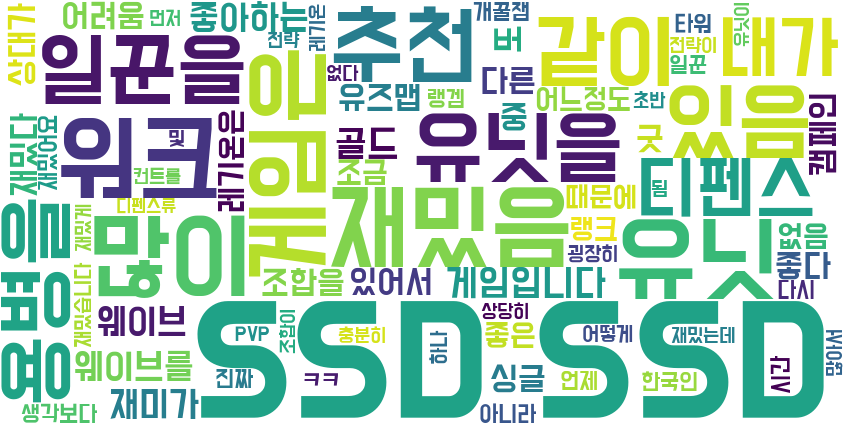 상대가
어려움
먼저
좋아하는
전략
레기온
추천
개꿀잼
버
같이
타워
전략이
유닛이
내가
일꾼을
게임은
없다
유즈맵
랭겜
다른
어느정도
일꾼
초반
있음
캠페인
재밌다
재밌어요
워크
및
레기온은
골드
조금
유닛을
중
굿
디펜스
컨트롤
디펜스류
재밌게
많이
재밌음
때문에
됨
랭크
굉장히
유닛
없음
좋다
다시
용병을
재밌습니다
웨이브
조합을
있어서
게임입니다
웨이브를
PVP
조합이
충분히
상당히
좋은
하나
어떻게
재밌는데
SSD SSD
진짜
ㅋㅋ
싱글
언제
한국인
시간
많아서
생각보다
재미가
아니라